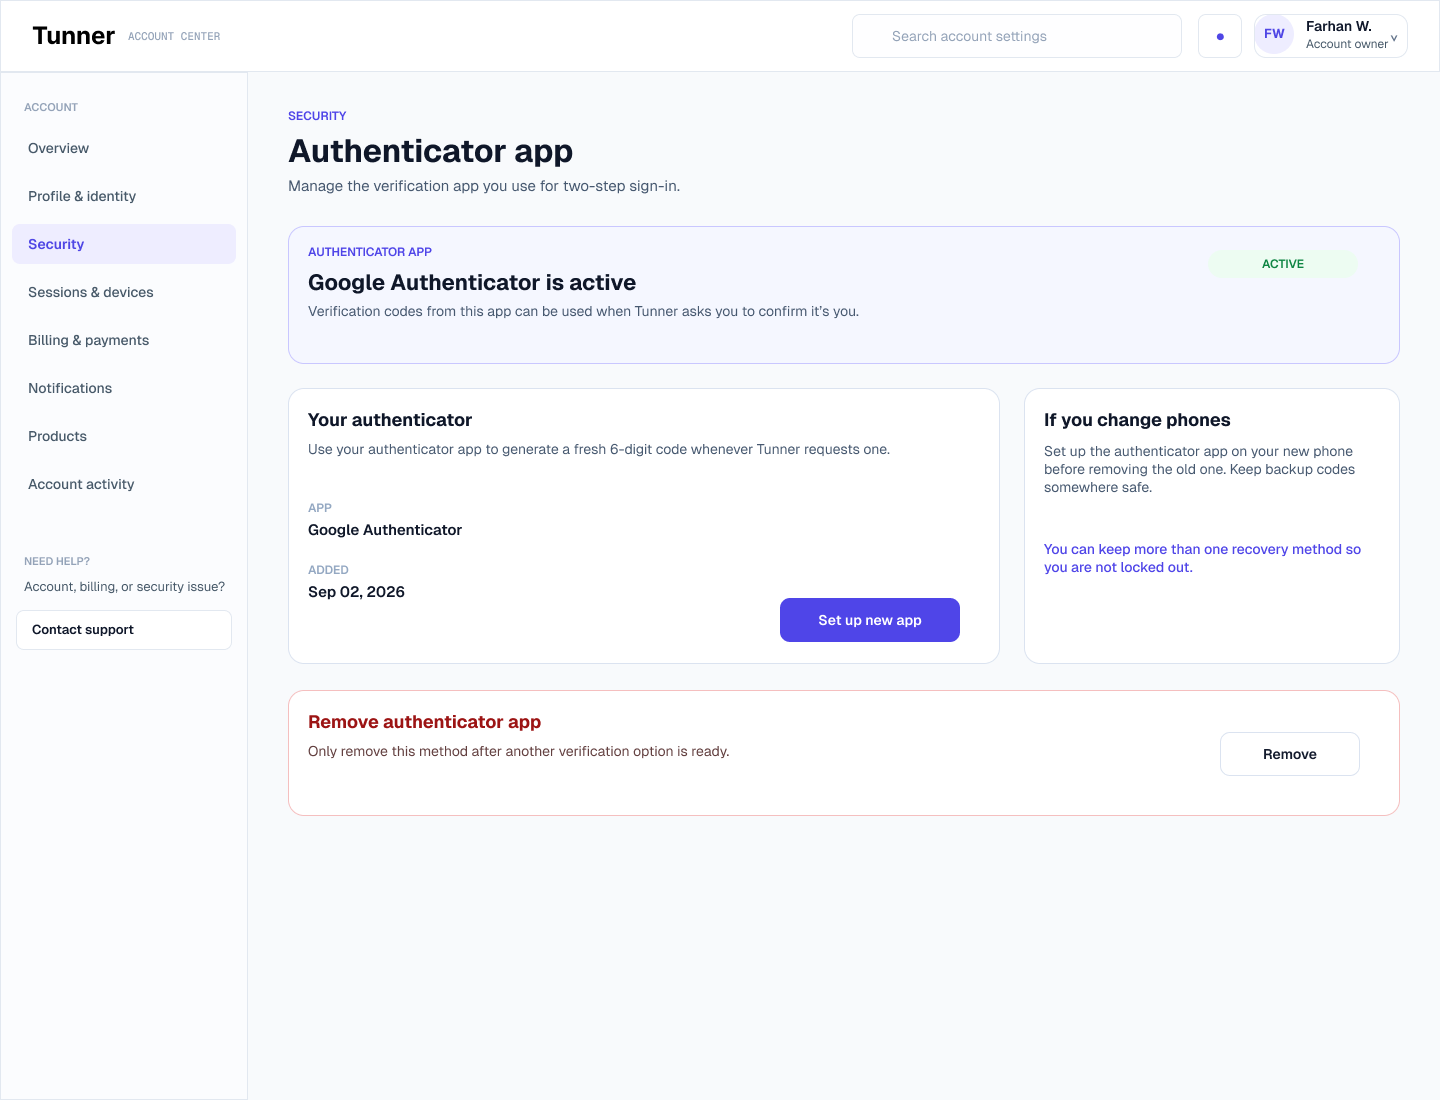 Tunner
ACCOUNT CENTER
Search account settings
FW
Farhan W.
Account owner
ACCOUNT
Overview
Profile & identity
Security
Sessions & devices
Billing & payments
Notifications
Products
Account activity
NEED HELP?
Account, billing, or security issue?
Contact support
SECURITY
Authenticator app
Manage the verification app you use for two-step sign-in.
AUTHENTICATOR APP
Google Authenticator is active
Verification codes from this app can be used when Tunner asks you to confirm it’s you.
ACTIVE
Your authenticator
Use your authenticator app to generate a fresh 6-digit code whenever Tunner requests one.
APP
Google Authenticator
ADDED
Sep 02, 2026
Set up new app
If you change phones
Set up the authenticator app on your new phone
before removing the old one. Keep backup codes
somewhere safe.
You can keep more than one recovery method so
you are not locked out.
Remove authenticator app
Only remove this method after another verification option is ready.
Remove